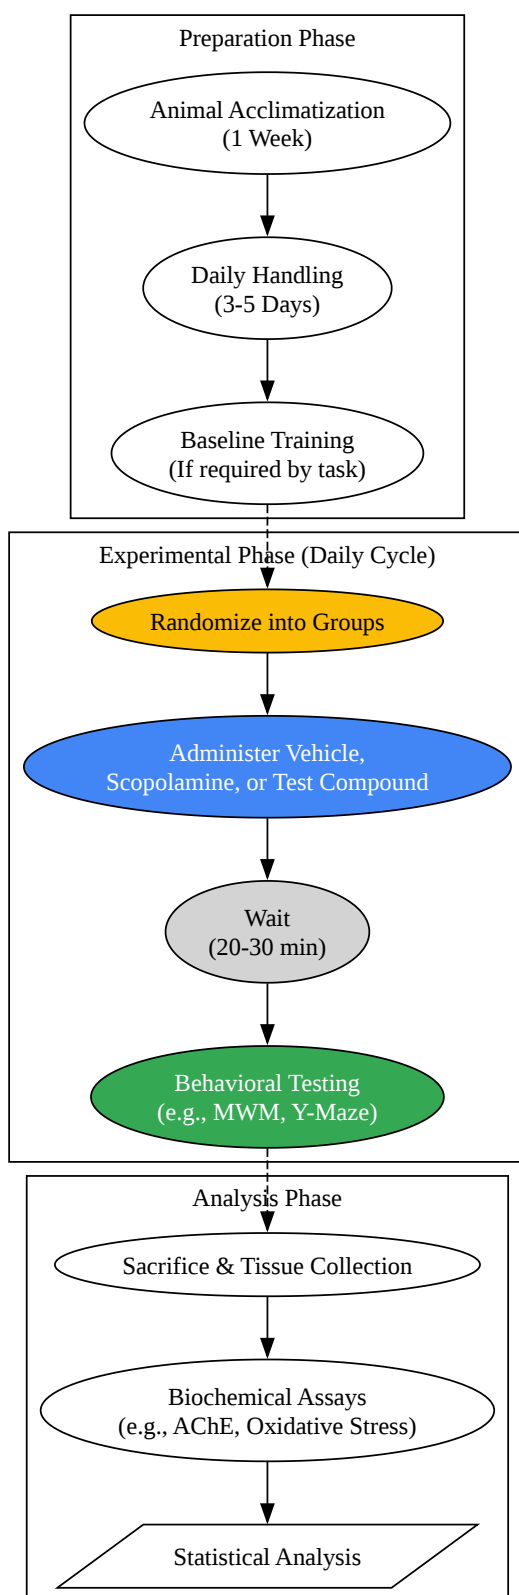 Preparation Phase
Animal Acclimatization
(1 Week)
Daily Handling
(3-5 Days)
Baseline Training
(If required by task)
Experimental Phase (Daily Cycle)
Randomize into Groups
Administer Vehicle,
Scopolamine, or Test Compound
Wait
(20-30 min)
Behavioral Testing
(e.g., MWM, Y-Maze)
Analysis Phase
Sacrifice & Tissue Collection
Biochemical Assays
(e.g., AChE, Oxidative Stress)
Statistical Analysis